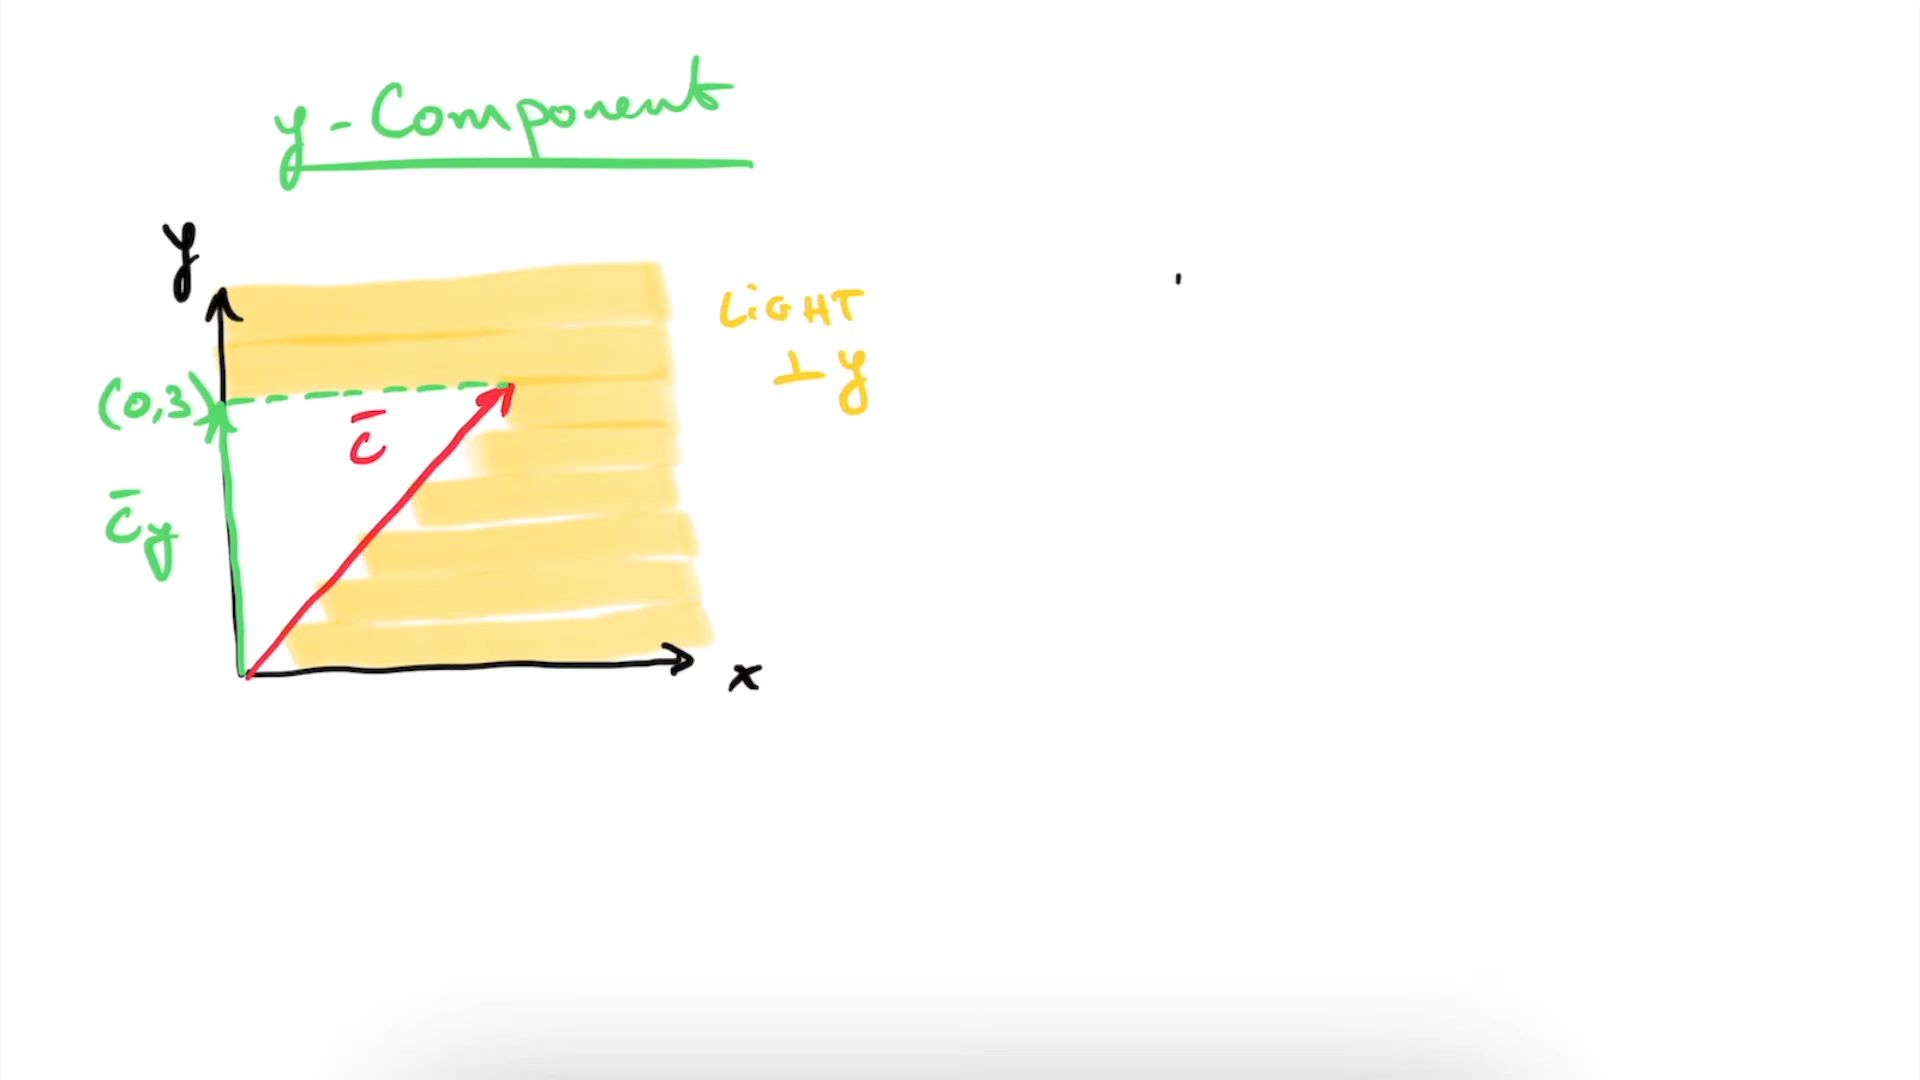 y-Component
y
LiGHT
⊥ y
(0,3)
c̄
c̄y
x